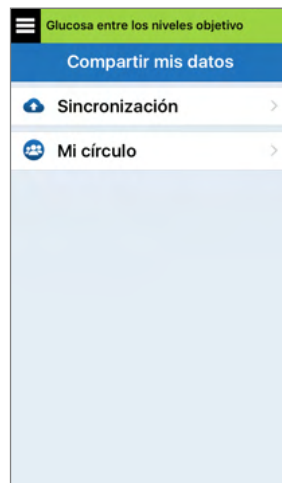 Glucosa entre los niveles objetivo
Compartir mis datos
Sincronización
Mi círculo